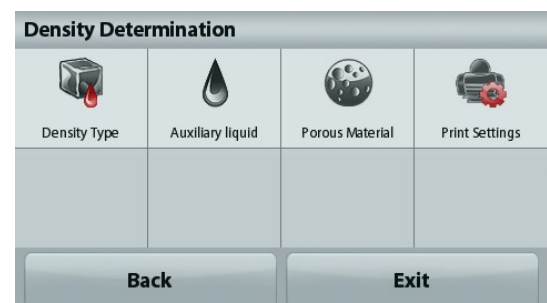 Density Determination
Density Type
Auxiliary liquid
Porous Material
Print Settings
Back
Exit